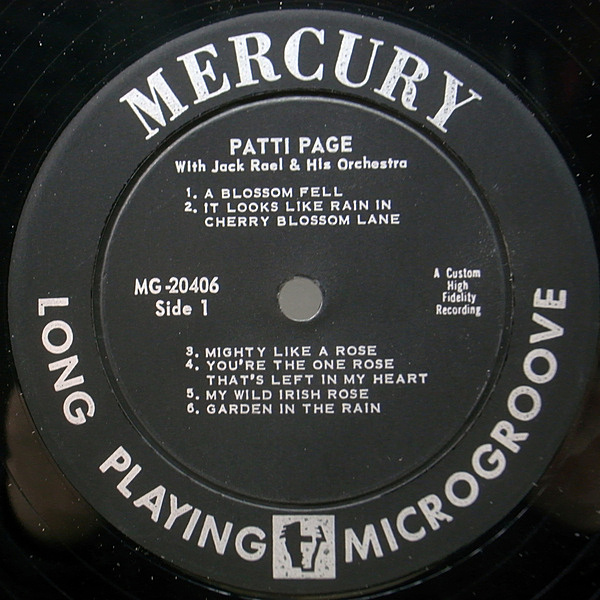 MERCURY
PATTI PAGE
With Jack Rael & His Orchestra
1. A BLOSSOM FELL
2. IT LOOKS LIKE RAIN IN
CHERRY BLOSSOM LANE
MG-20406
Side 1
A Custom
High
Fidelity
Recording
3. MIGHTY LIKE A ROSE
4. YOU'RE THE ONE ROSE
THAT'S LEFT IN MY HEART
5. MY WILD IRISH ROSE
6. GARDEN IN THE RAIN
LONG PLAYING MICROGROOVE